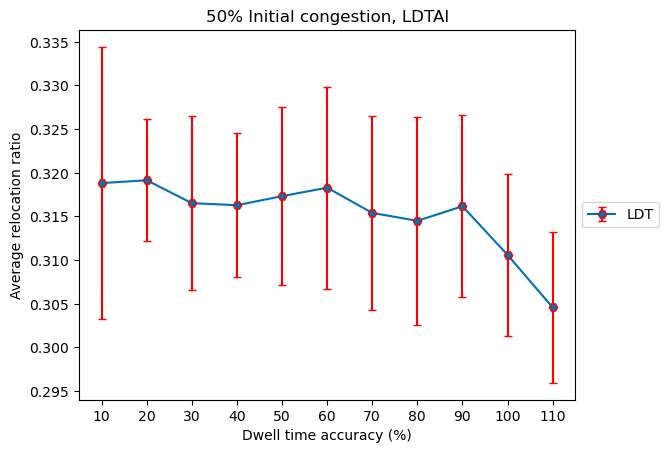 50% Initial congestion, LDTAI
0.335
0.330
0.325
0.320
0.315
0.310
0.305
0.300
0.295
Average relocation ratio
10 20 30 40 50 60 70 80 90 100 110
Dwell time accuracy (%)
LDT